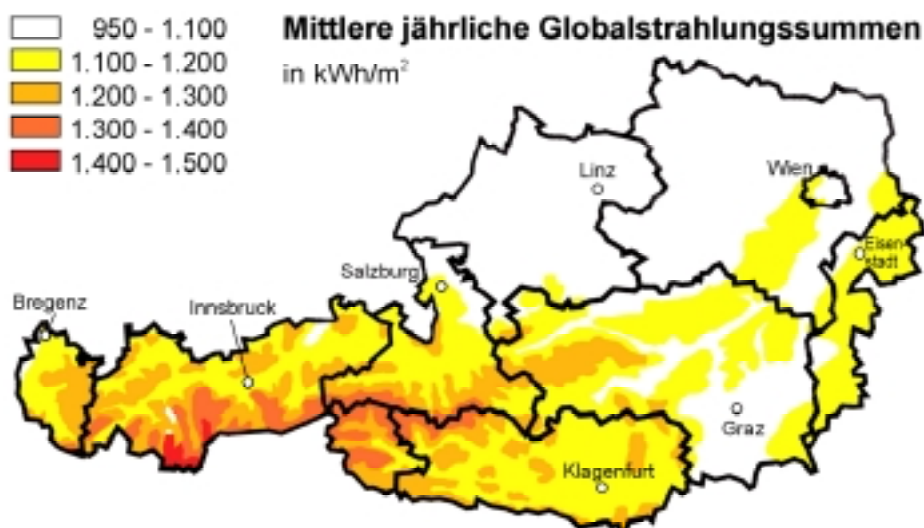 Mittlere jährliche Globalstrahlungssummen
in kWh/m²
950 - 1.100
1.100 - 1.200
1.200 - 1.300
1.300 - 1.400
1.400 - 1.500
Linz
Wien
Eisen-
stadt
Salzburg
Bregenz
Innsbruck
Graz
Klagenfurt